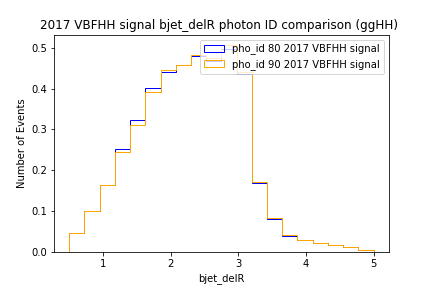 2017 VBFHH signal bjet_delR photon ID comparison (ggHH)
pho_id 80 2017 VBFHH signal
pho_id 90 2017 VBFHH signal
Number of Events
0.5
0.4
0.3
0.2
0.1
0.0
1 2 3 4 5
bjet_delR